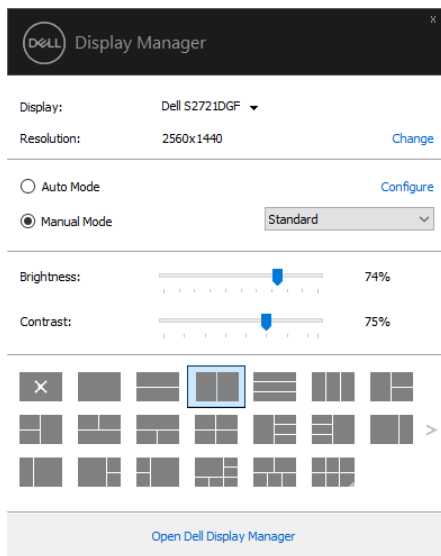 DELL Display Manager
Display: Dell S2721DGF
Resolution: 2560x1440 Change
Auto Mode Configure
Manual Mode Standard
Brightness: 74%
Contrast: 75%
Open Dell Display Manager